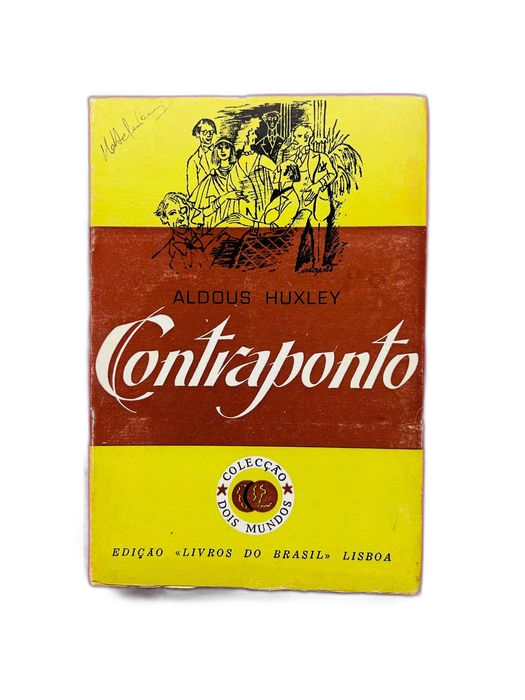 ALDOUS HUXLEY
Contraponto
COLECÇÃO
DOIS MUNDOS
EDIÇÃO «LIVROS DO BRASIL» LISBOA